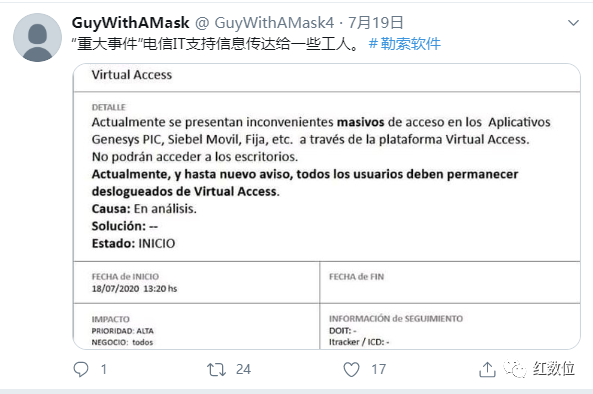 GuyWithAMask @ GuyWithAMask4 · 7月19日
“重大事件”电信IT支持信息传达给一些工人。#勒索软件
Virtual Access
DETALLE
Actualmente se presentan inconvenientes masivos de acceso en los Aplicativos
Genesys PIC, Siebel Movil, Fija, etc. a través de la plataforma Virtual Access.
No podrán acceder a los escritorios.
Actualmente, y hasta nuevo aviso, todos los usuarios deben permanecer
deslogueados de Virtual Access.
Causa: En análisis.
Solución: --
Estado: INICIO
FECHA de INICIO
18/07/2020 13:20 hs
FECHA de FIN
IMPACTO
PRIORIDAD: ALTA
NEGOCIO: todos
INFORMACIÓN de SEGUIMIENTO
DOIT: -
Itracker / ICD: -
1 24 17
红数位